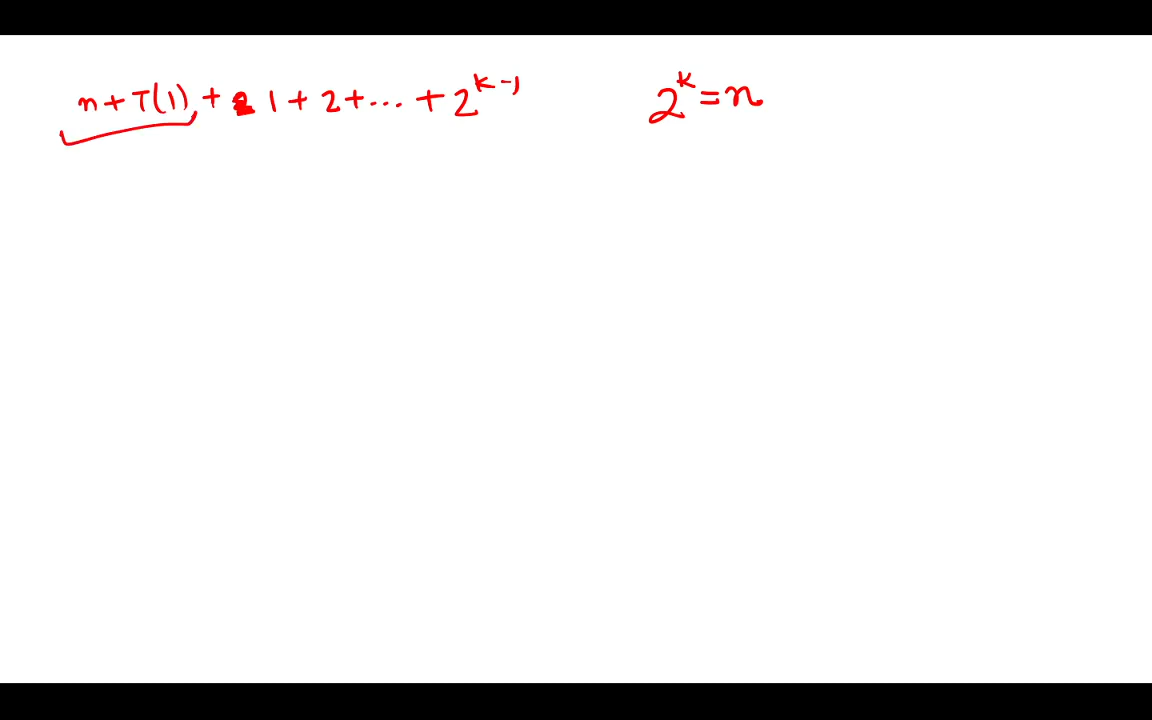 n + T(1) + 1 + 2 + ... + 2^{k-1}
2^k = n